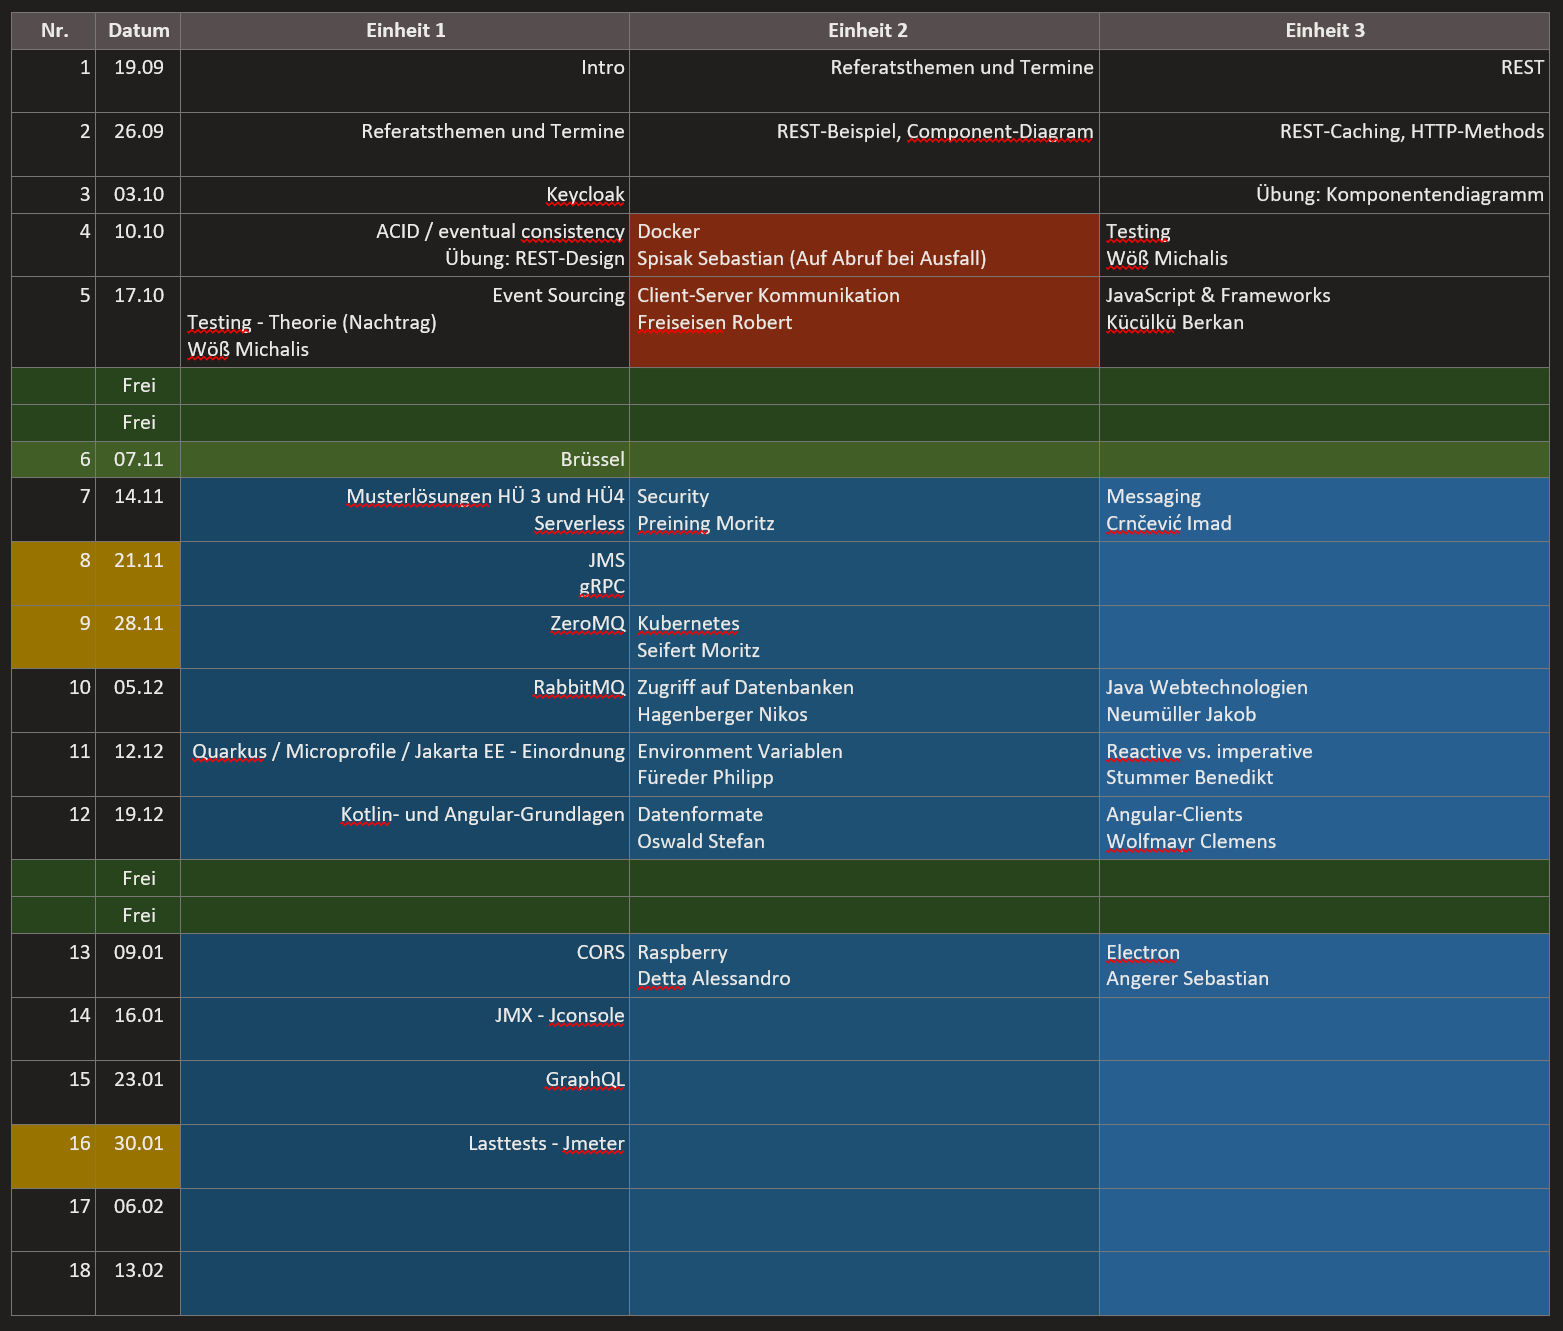 Nr. Datum Einheit 1 Einheit 2 Einheit 3
1 19.09 Intro Referatsthemen und Termine REST
2 26.09 Referatsthemen und Termine REST-Beispiel, Component-Diagram REST-Caching, HTTP-Methods
3 03.10 Keycloak Übung: Komponentendiagramm
4 10.10 ACID / eventual consistency Docker Testing
Übung: REST-Design Spisak Sebastian (Auf Abruf bei Ausfall) Wöß Michalis
5 17.10 Event Sourcing Client-Server Kommunikation JavaScript & Frameworks
Testing - Theorie (Nachtrag) Freiseisen Robert Kücülkü Berkan
Wöß Michalis
Frei
Frei
6 07.11 Brüssel
7 14.11 Musterlösungen HÜ 3 und HÜ4 Security Messaging
Serverless Preining Moritz Crnčević Imad
8 21.11 JMS
gRPC
9 28.11 ZeroMQ Kubernetes
Seifert Moritz
10 05.12 RabbitMQ Zugriff auf Datenbanken Java Webtechnologien
Hagenberger Nikos Neumüller Jakob
11 12.12 Quarkus / Microprofile / Jakarta EE - Einordnung Environment Variablen Reactive vs. imperative
Füreder Philipp Stummer Benedikt
12 19.12 Kotlin- und Angular-Grundlagen Datenformate Angular-Clients
Oswald Stefan Wolfmayr Clemens
Frei
Frei
13 09.01 CORS Raspberry Electron
Detta Alessandro Angerer Sebastian
14 16.01 JMX - Jconsole
15 23.01 GraphQL
16 30.01 Lasttests - Jmeter
17 06.02
18 13.02